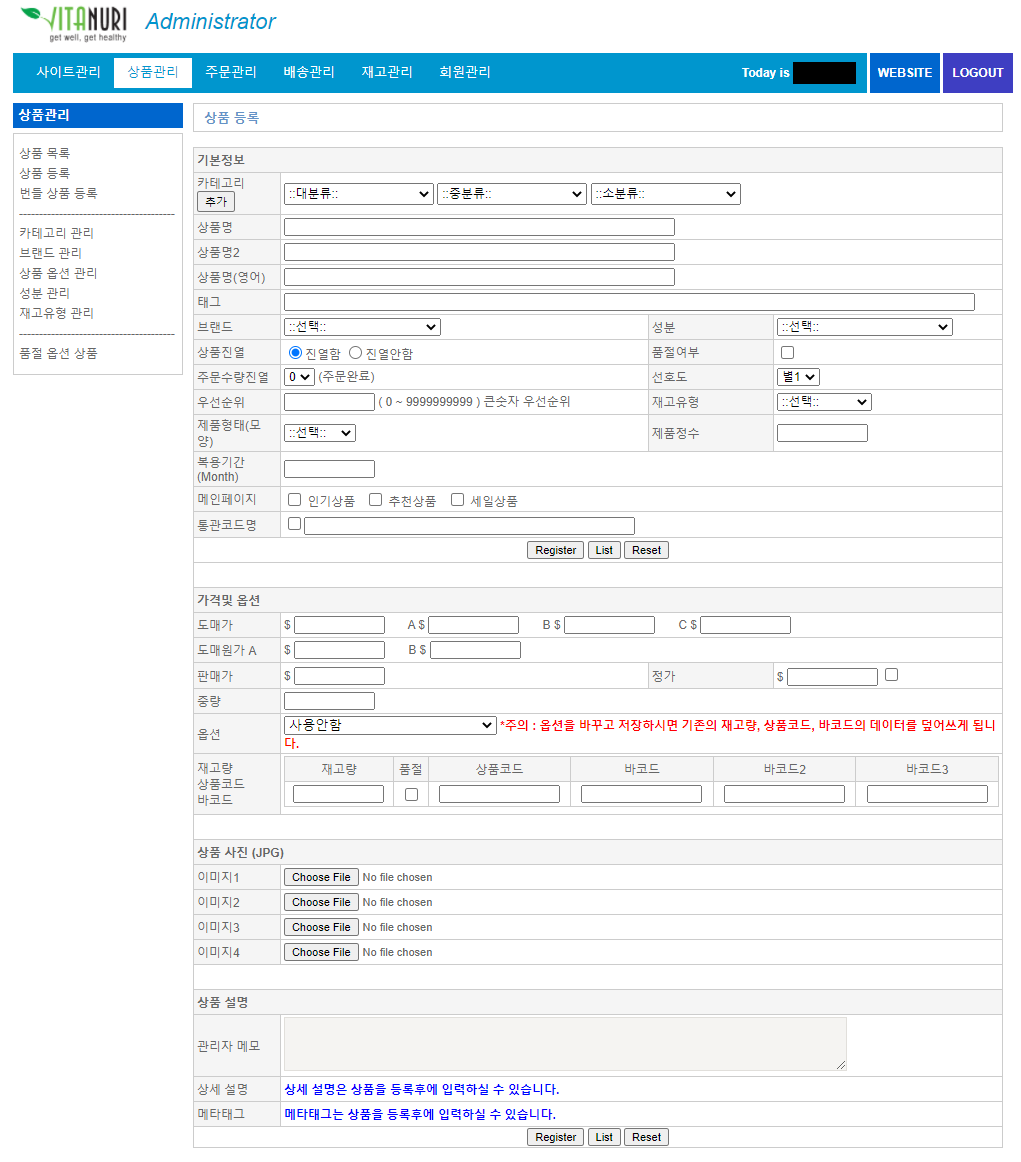 VITANURI
get well, get healthy
Administrator
사이트관리 상품관리 주문관리 배송관리 재고관리 회원관리 Today is WEBSITE LOGOUT
상품관리
상품 목록
상품 등록
번들 상품 등록
---------------------------------------
카테고리 관리
브랜드 관리
상품 옵션 관리
성분 관리
재고유형 관리
---------------------------------------
품절 옵션 상품
상품 등록
기본정보
카테고리
추가
::대분류:: ::중분류:: ::소분류::
상품명
상품명2
상품명(영어)
태그
브랜드 ::선택:: 성분 ::선택::
상품진열 진열함 진열안함 품절여부
주문수량진열 0 (주문완료) 선호도 별1
우선순위 ( 0 ~ 9999999999 ) 큰숫자 우선순위 재고유형 ::선택::
제품형태(모
양)
::선택:: 제품정수
복용기간
(Month)
메인페이지 인기상품 추천상품 세일상품
통관코드명
Register List Reset
가격및 옵션
도매가 $ A $ B $ C $
도매원가 A $ B $
판매가 $ 정가 $
중량
옵션 사용안함 *주의 : 옵션을 바꾸고 저장하시면 기존의 재고량, 상품코드, 바코드의 데이터를 덮어쓰게 됩니
다.
재고량
상품코드
바코드
재고량 품절 상품코드 바코드 바코드2 바코드3
상품 사진 (JPG)
이미지1 Choose File No file chosen
이미지2 Choose File No file chosen
이미지3 Choose File No file chosen
이미지4 Choose File No file chosen
상품 설명
관리자 메모
상세 설명 상세 설명은 상품을 등록후에 입력하실 수 있습니다.
메타태그 메타태그는 상품을 등록후에 입력하실 수 있습니다.
Register List Reset